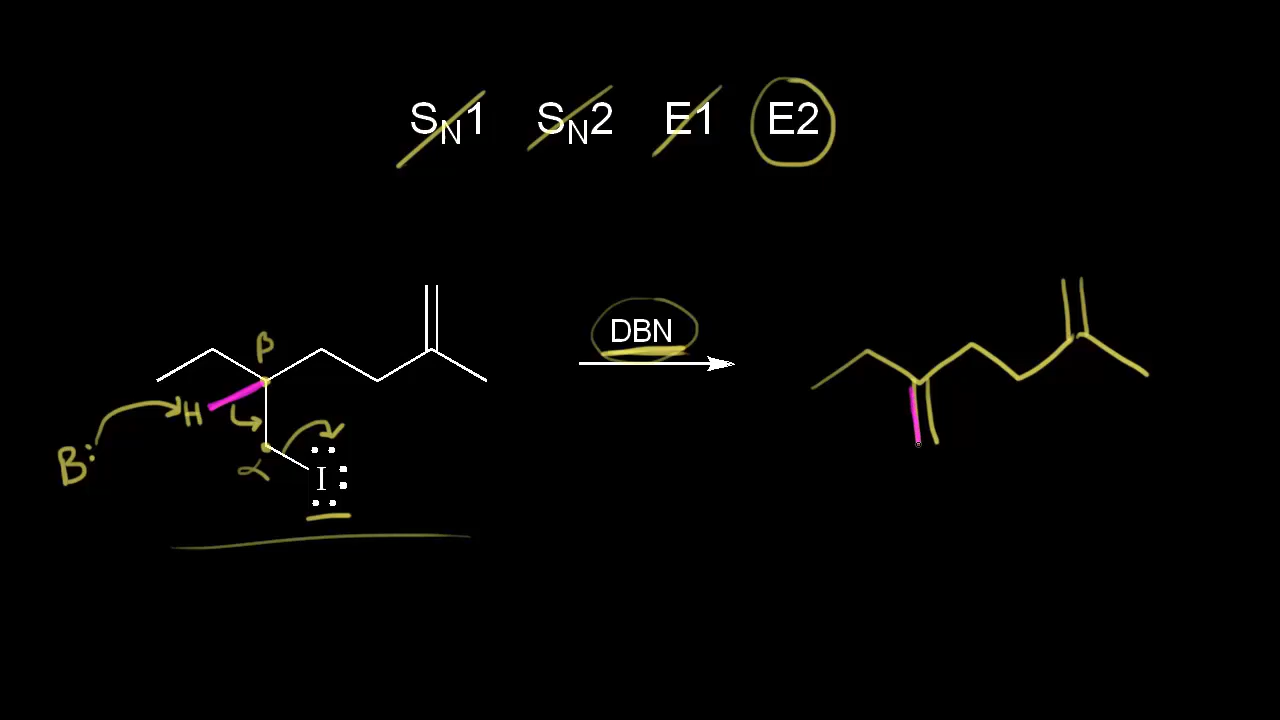 SN1 SN2 E1 E2
β
DBN
H
B:
α
I